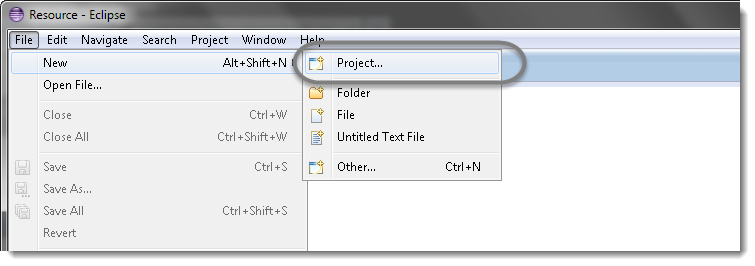 Resource - Eclipse
File Edit Navigate Search Project Window Help
New Alt+Shift+N
Project...
Open File...
Folder
Close Ctrl+W
File
Close All Ctrl+Shift+W
Untitled Text File
Save Ctrl+S
Other... Ctrl+N
Save As...
Save All Ctrl+Shift+S
Revert